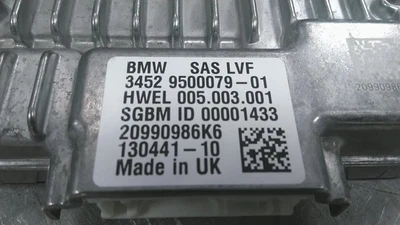 BMW SAS LVF
3452 9500079-01
HWEL 005.003.001
SGBM ID 00001433
20990986K6
130441-10
Made in UK